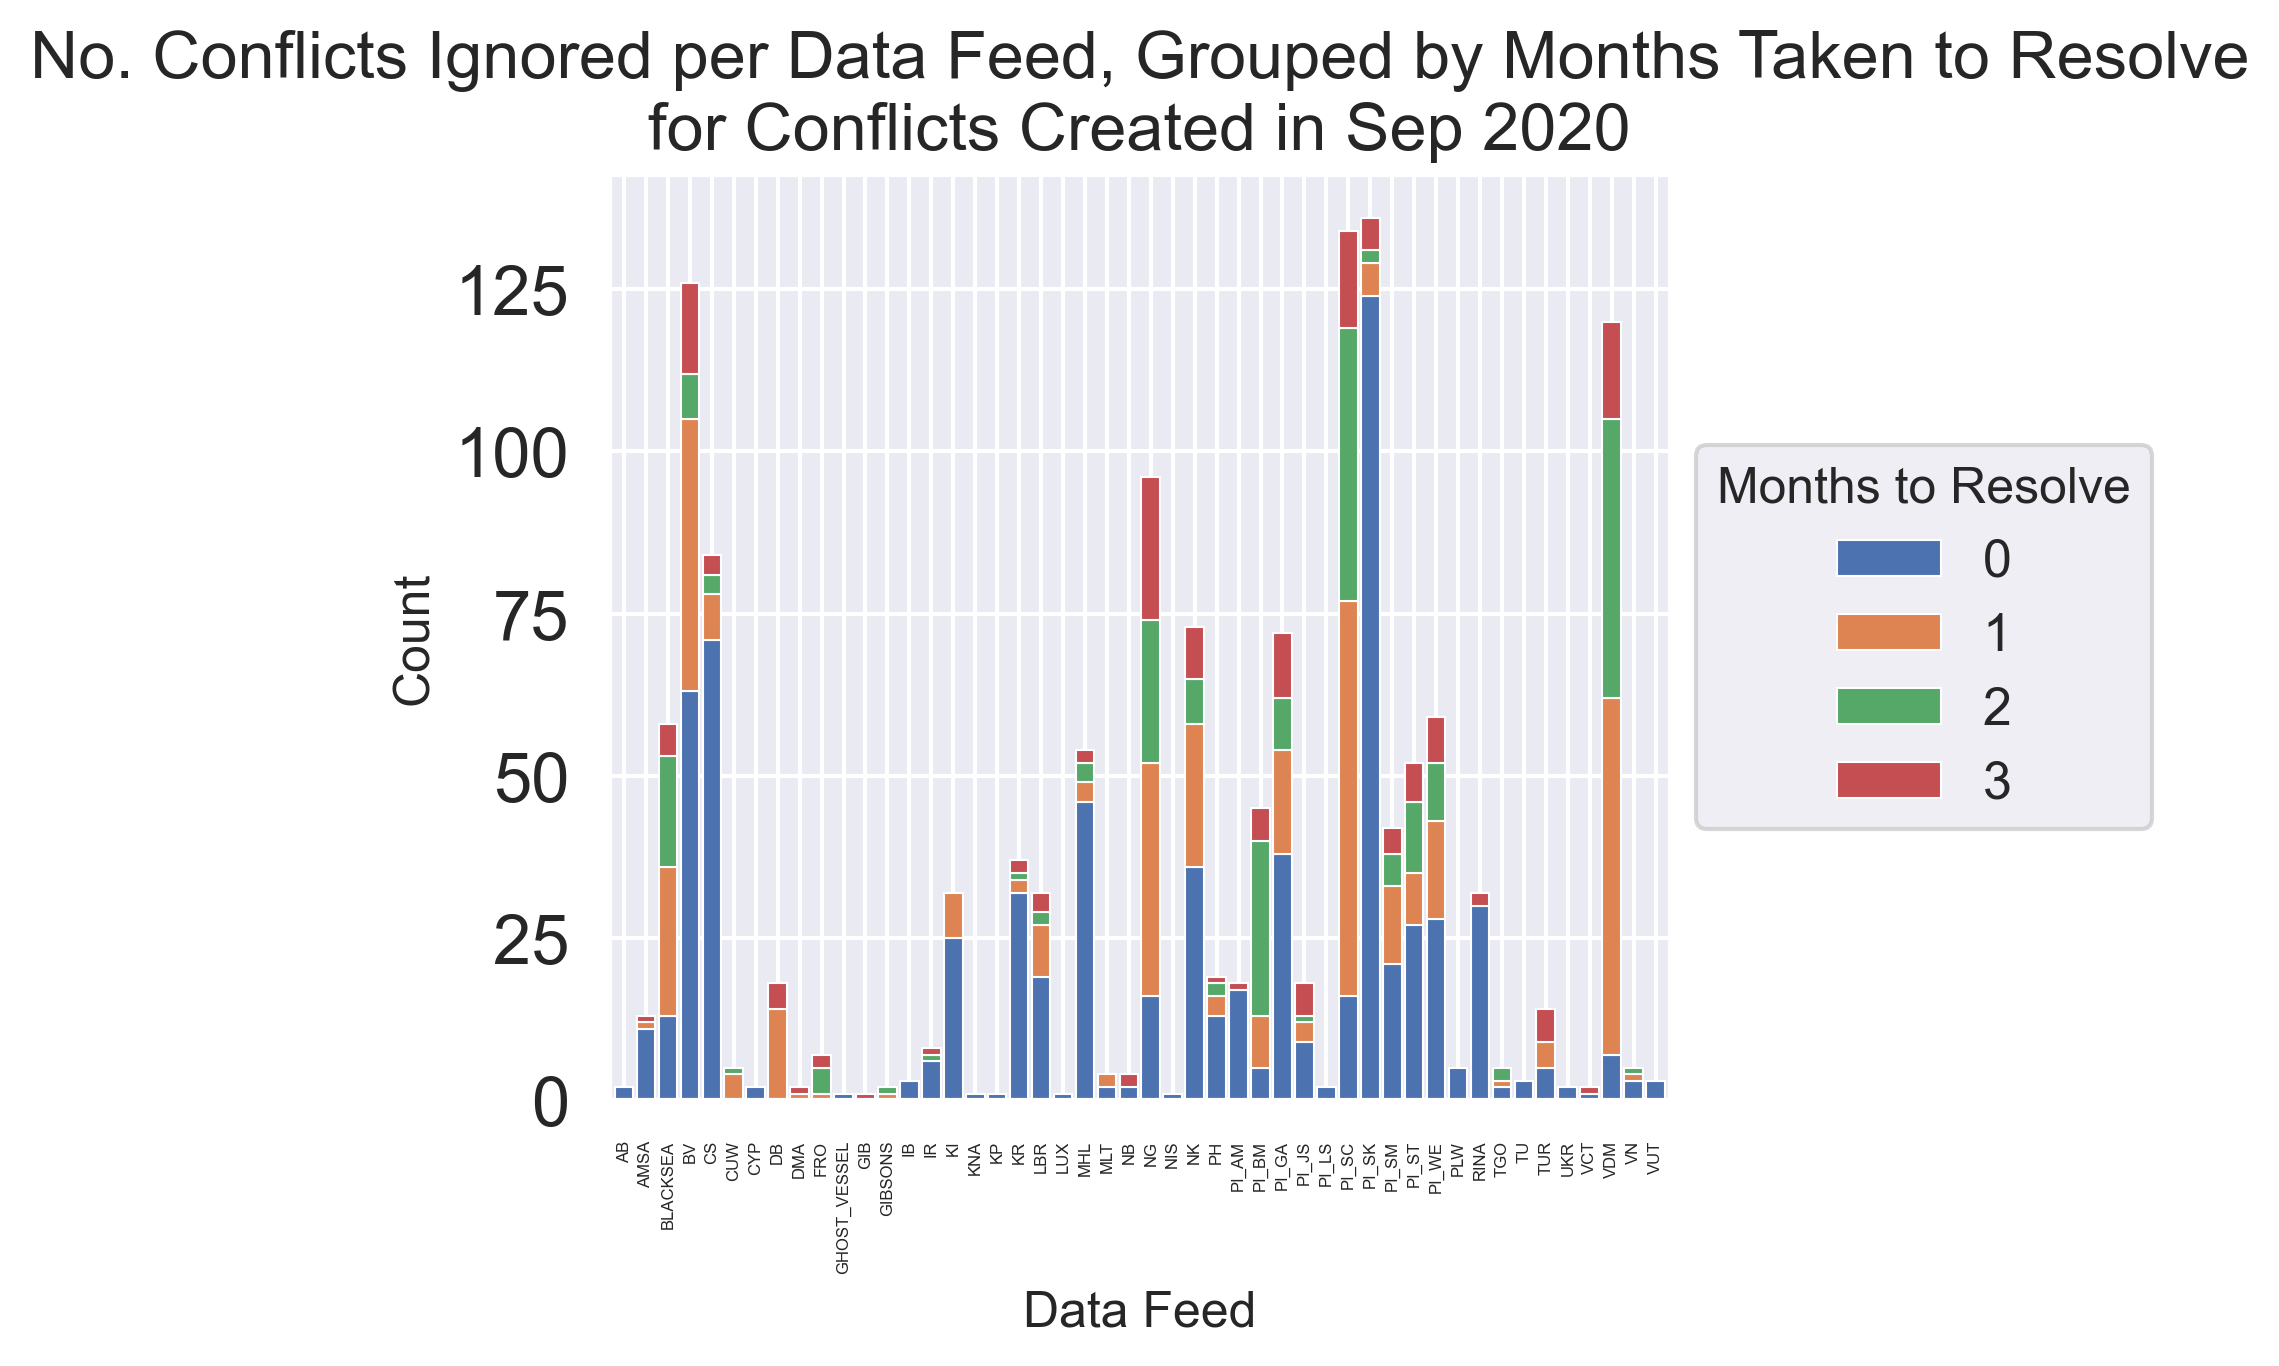 No. Conflicts Ignored per Data Feed, Grouped by Months Taken to Resolve
for Conflicts Created in Sep 2020
125
100
75
50
25
0
Count
Months to Resolve
0
1
2
3
AB
AMSA
BLACKSEA
BV
CS
CUW
CYP
DB
DMA
FRO
GHOST_VESSEL
GIB
GIBSONS
IB
IR
KI
KNA
KP
KR
LBR
LUX
MHL
MLT
NB
NG
NIS
NK
PH
PI_AM
PI_BM
PI_GA
PI_JS
PI_LS
PI_SC
PI_SK
PI_SM
PI_ST
PI_WE
PLW
RINA
TGO
TU
TUR
UKR
VCT
VDM
VN
VUT
Data Feed